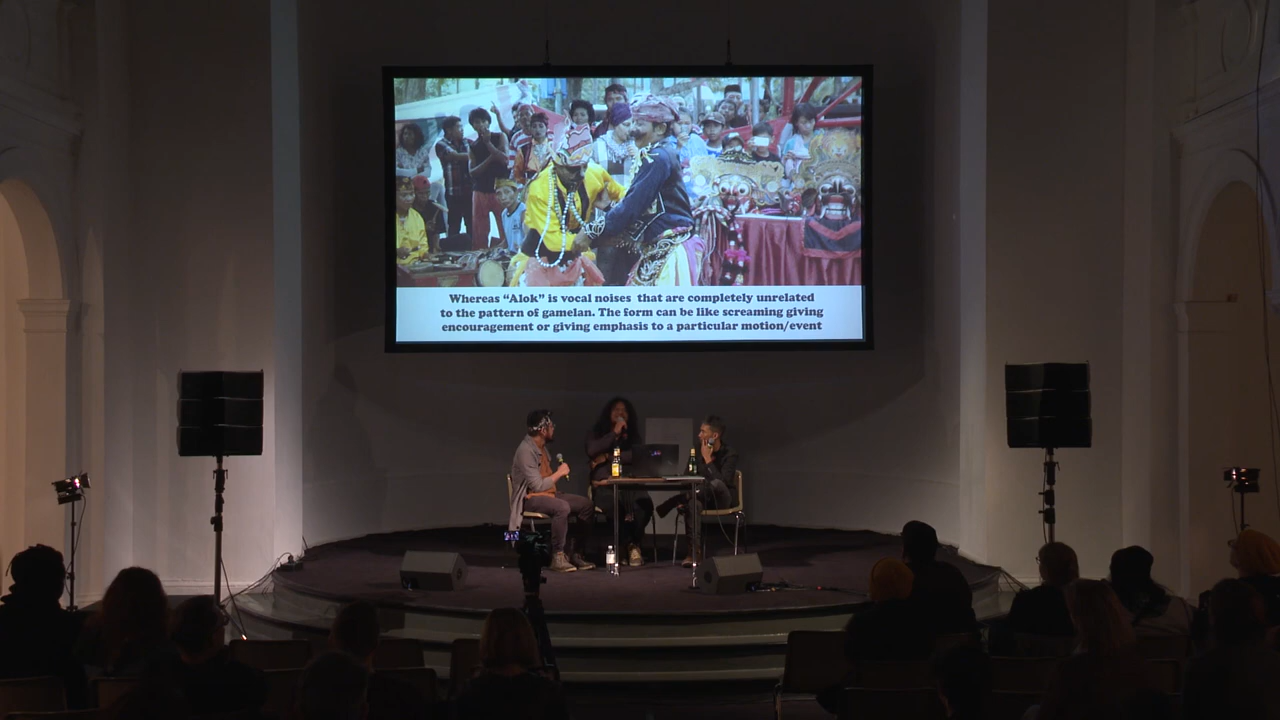 Whereas “Alok” is vocal noises that are completely unrelated
to the pattern of gamelan. The form can be like screaming giving
encouragement or giving emphasis to a particular motion/event